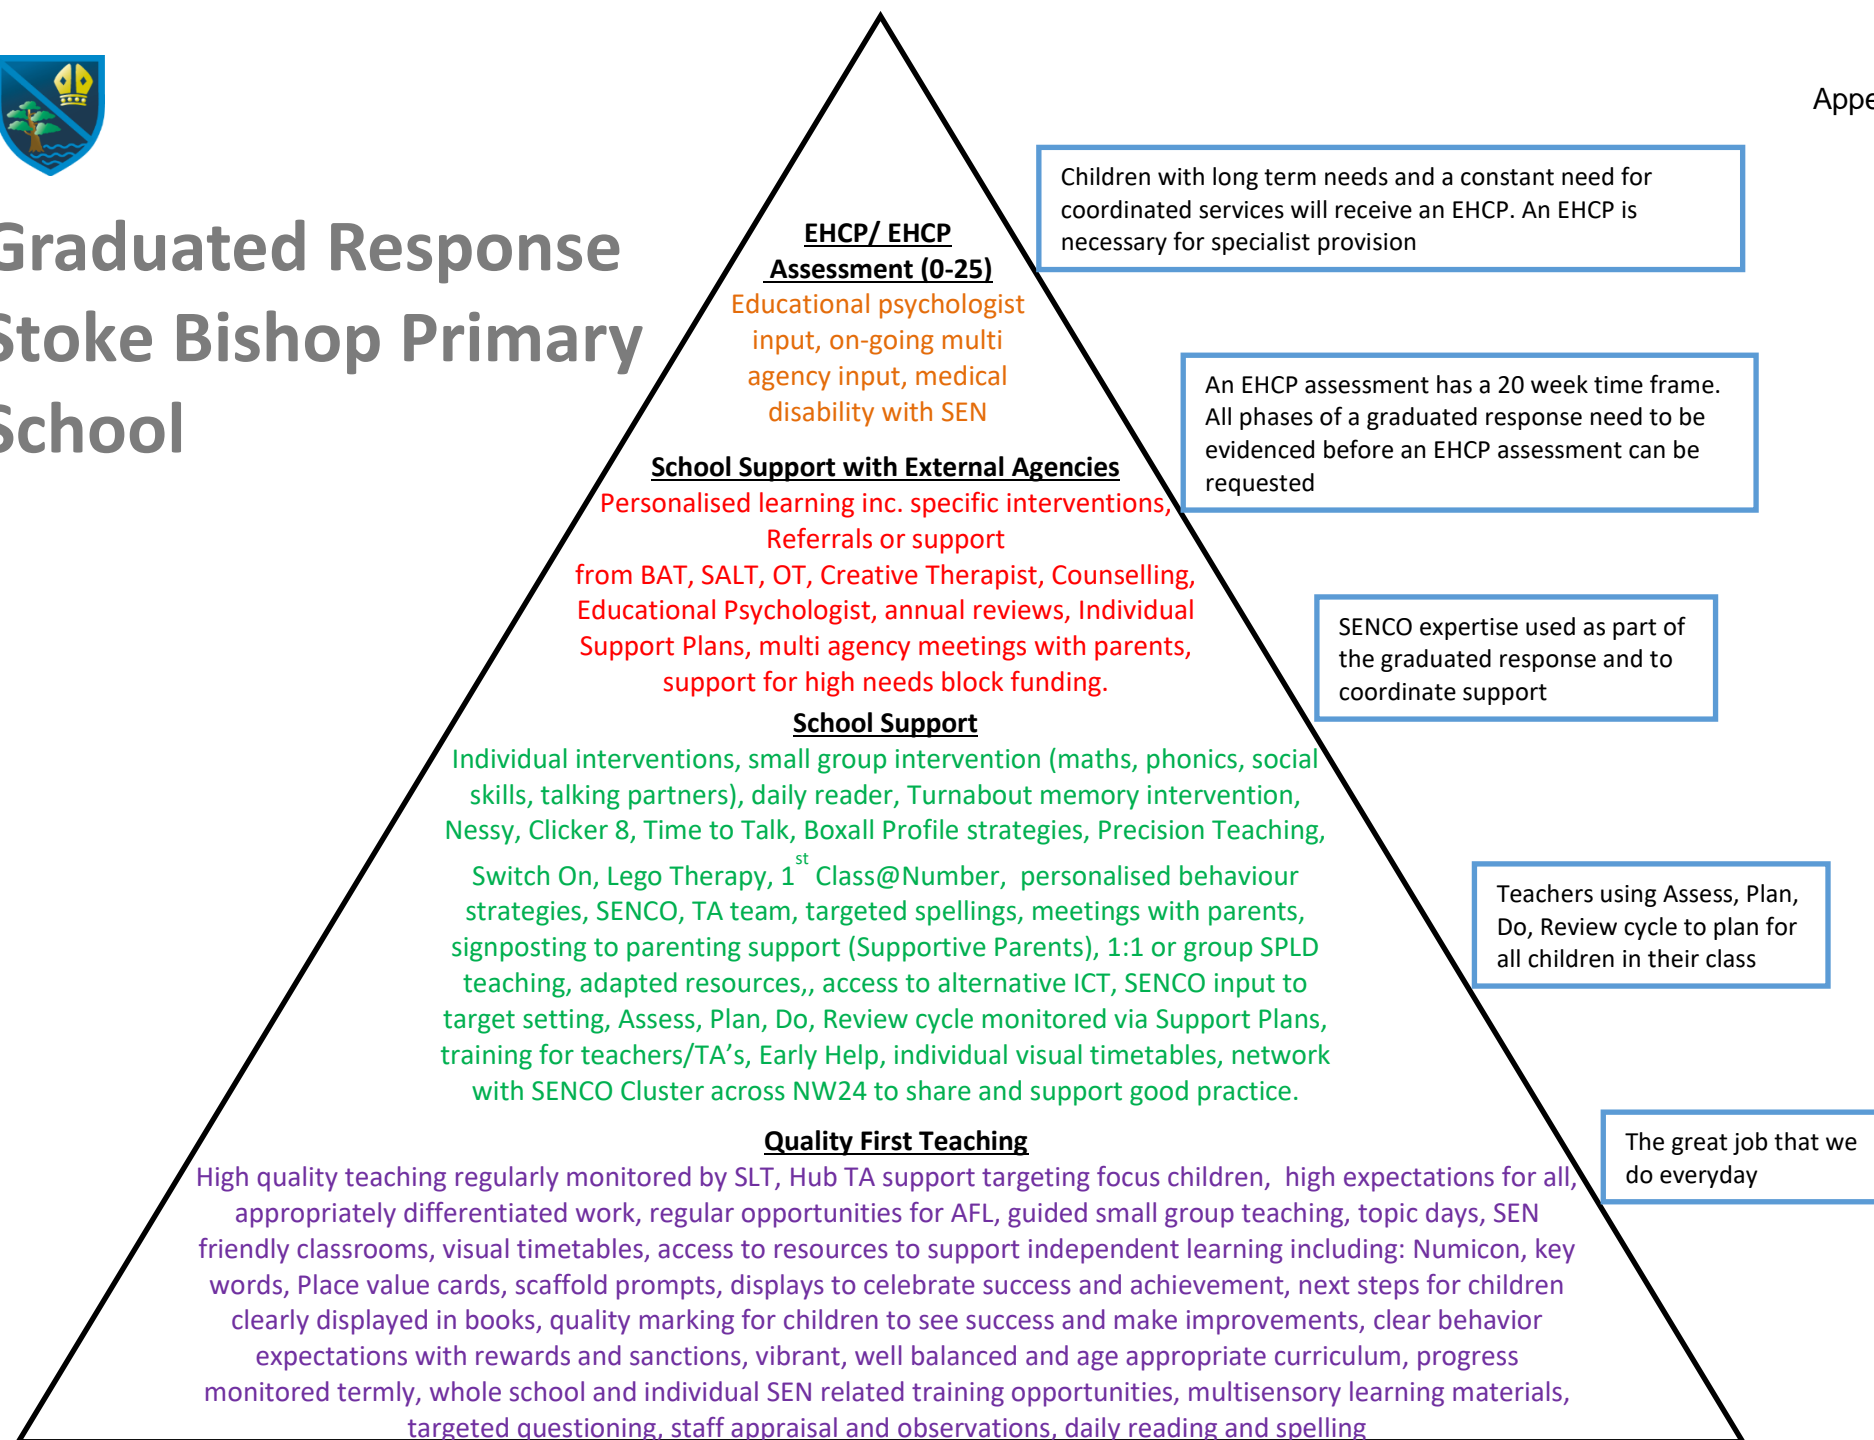 Appe
Graduated Response
Stoke Bishop Primary
School
Children with long term needs and a constant need for
coordinated services will receive an EHCP. An EHCP is
necessary for specialist provision
EHCP/ EHCP
Assessment (0-25)
Educational psychologist
input, on-going multi
agency input, medical
disability with SEN
An EHCP assessment has a 20 week time frame.
All phases of a graduated response need to be
evidenced before an EHCP assessment can be
requested
School Support with External Agencies
Personalised learning inc. specific interventions,
Referrals or support
from BAT, SALT, OT, Creative Therapist, Counselling,
Educational Psychologist, annual reviews, Individual
Support Plans, multi agency meetings with parents,
support for high needs block funding.
SENCO expertise used as part of
the graduated response and to
coordinate support
School Support
Individual interventions, small group intervention (maths, phonics, social
skills, talking partners), daily reader, Turnabout memory intervention,
Nessy, Clicker 8, Time to Talk, Boxall Profile strategies, Precision Teaching,
Switch On, Lego Therapy, 1st Class@Number,  personalised behaviour
strategies, SENCO, TA team, targeted spellings, meetings with parents,
signposting to parenting support (Supportive Parents), 1:1 or group SPLD
teaching, adapted resources,, access to alternative ICT, SENCO input to
target setting, Assess, Plan, Do, Review cycle monitored via Support Plans,
training for teachers/TA’s, Early Help, individual visual timetables, network
with SENCO Cluster across NW24 to share and support good practice.
Teachers using Assess, Plan,
Do, Review cycle to plan for
all children in their class
Quality First Teaching
High quality teaching regularly monitored by SLT, Hub TA support targeting focus children,  high expectations for all,
appropriately differentiated work, regular opportunities for AFL, guided small group teaching, topic days, SEN
friendly classrooms, visual timetables, access to resources to support independent learning including: Numicon, key
words, Place value cards, scaffold prompts, displays to celebrate success and achievement, next steps for children
clearly displayed in books, quality marking for children to see success and make improvements, clear behavior
expectations with rewards and sanctions, vibrant, well balanced and age appropriate curriculum, progress
monitored termly, whole school and individual SEN related training opportunities, multisensory learning materials,
targeted questioning, staff appraisal and observations, daily reading and spelling
The great job that we
do everyday